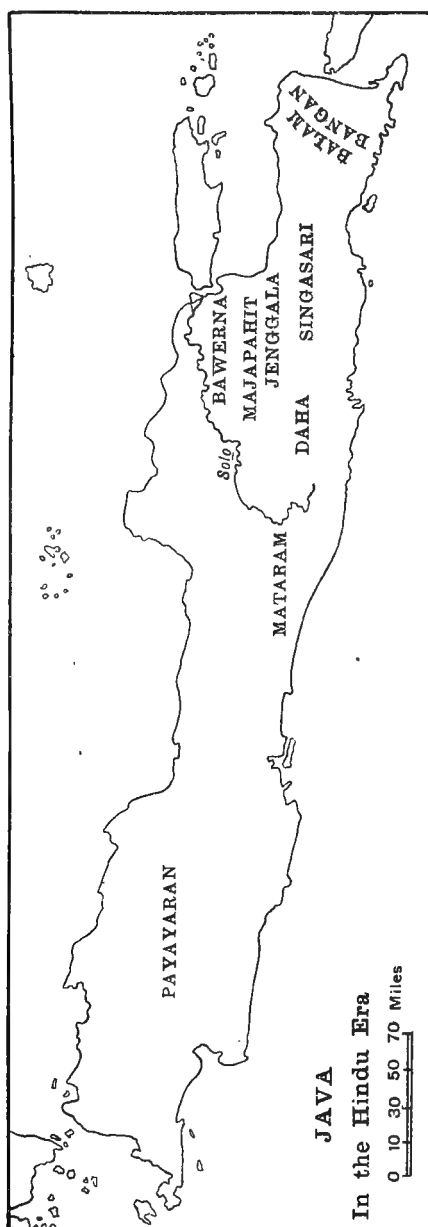 PAYAYARAN
MATARAM
Solo
BAWERNA
MAJAPAHIT
JENGGALA
DAHA
SINGASARI
BALAM
BANGAN
JAVA
In the Hindu Era
0 10 30 50 70 Miles